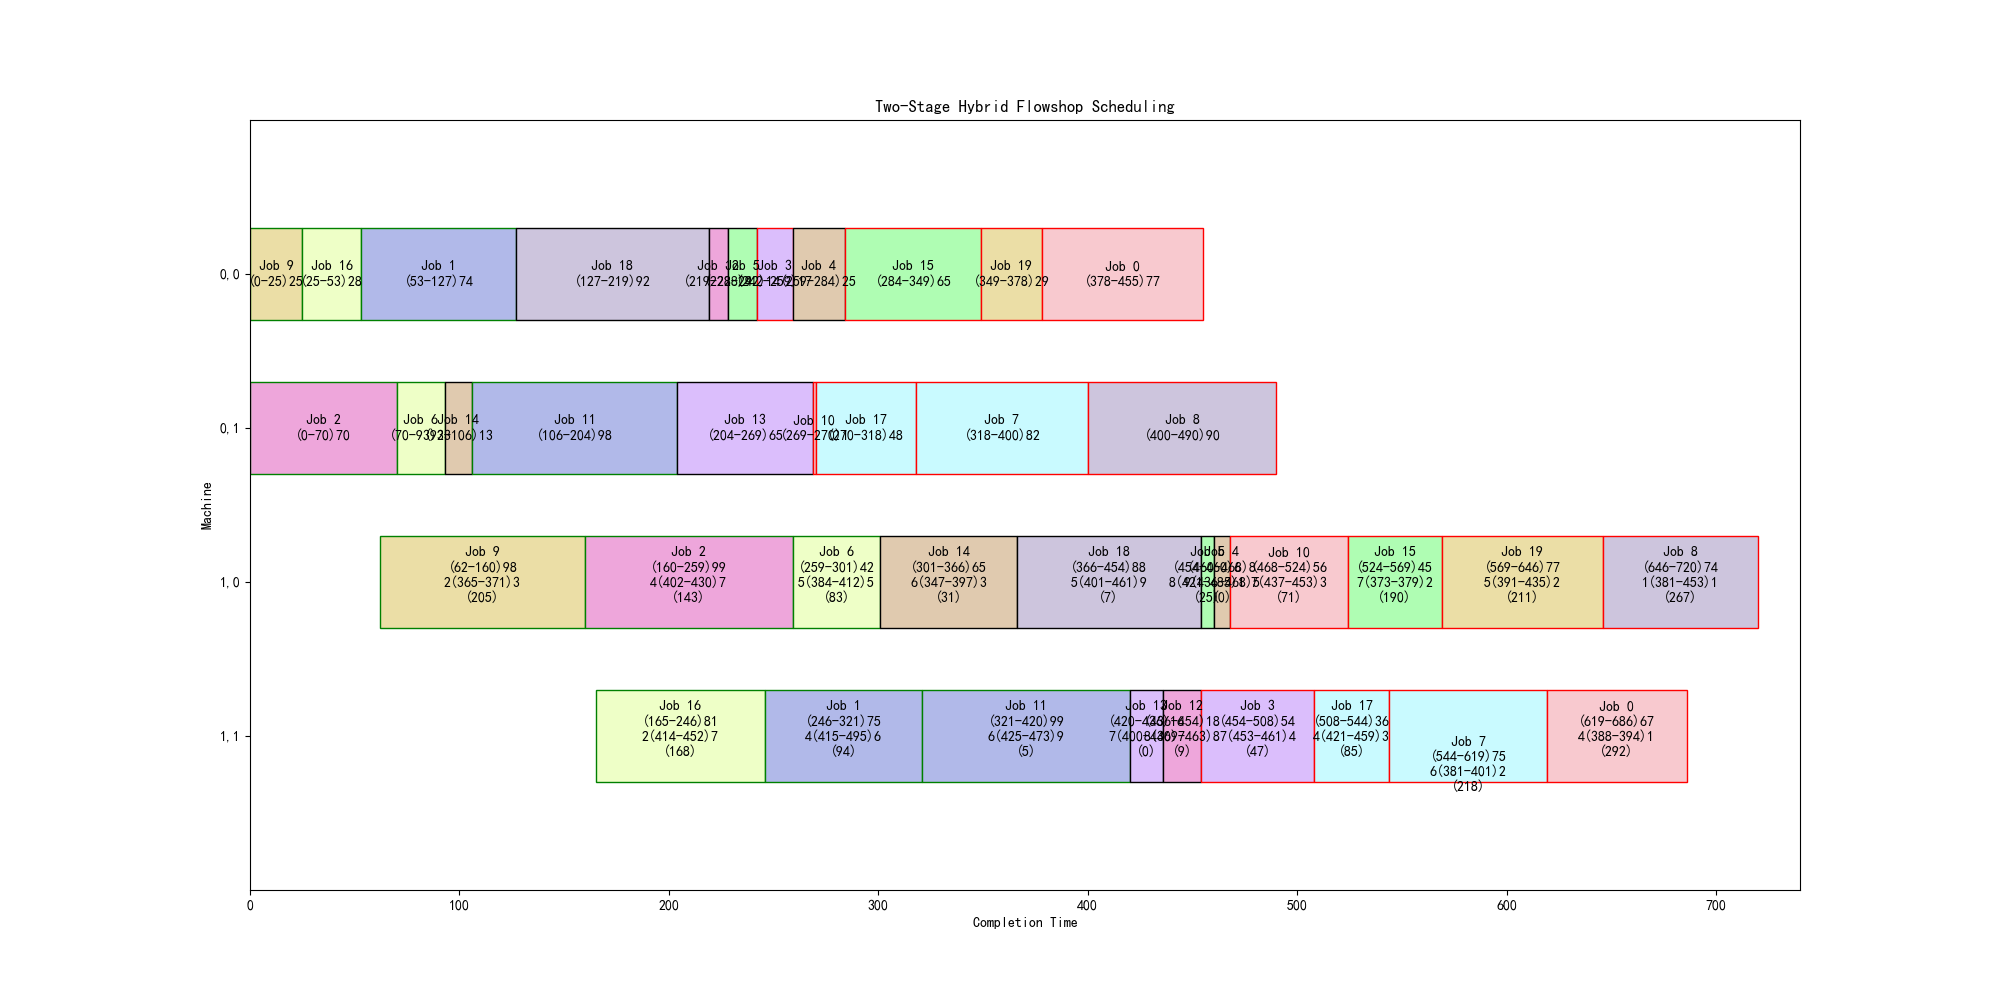 Two-Stage Hybrid Flowshop Scheduling
0,0
Job 9
(0-25)25
Job 16
(25-53)28
Job 1
(53-127)74
Job 18
(127-219)92
Job 3
Job 4
Job 15
(284-349)65
Job 19
(349-378)29
Job 0
(378-455)77
0,1
Job 2
(0-70)70
Job 6
Job 14
Job 11
(106-204)98
Job 13
(204-269)65
Job 10
Job 17
(270-318)48
Job 7
(318-400)82
Job 8
(400-490)90
Machine
1,0
Job 9
(62-160)98
2(365-371)3
(205)
Job 2
(160-259)99
4(402-430)7
(143)
Job 6
(259-301)42
5(384-412)5
(83)
Job 14
(301-366)65
6(347-397)3
(31)
Job 18
(366-454)88
5(401-461)9
(7)
(0)
Job 10
(468-524)56
(437-453)3
(71)
Job 15
(524-569)45
7(373-379)2
(190)
Job 19
(569-646)77
5(391-435)2
(211)
Job 8
(646-720)74
1(381-453)1
(267)
1,1
Job 16
(165-246)81
2(414-452)7
(168)
Job 1
(246-321)75
4(415-495)6
(94)
Job 11
(321-420)99
6(425-473)9
(5)
(0)
Job 12
(9)
Job 3
(454-508)54
7(453-461)4
(47)
Job 17
(508-544)36
4(421-459)3
(85)
Job 7
(544-619)75
6(381-401)2
(218)
Job 0
(619-686)67
4(388-394)1
(292)
0
100
200
300
400
500
600
700
Completion Time